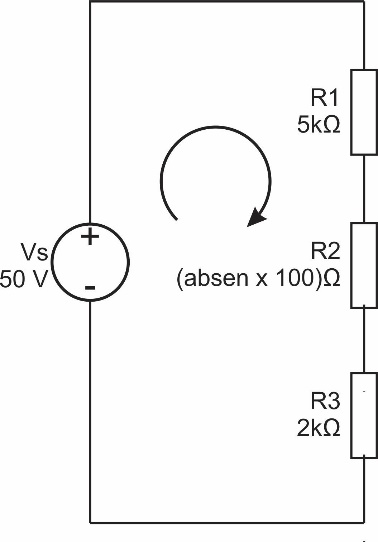 R1
5kΩ
+
Vs
50 V
-
R2
(absen x 100)Ω
R3
2kΩ